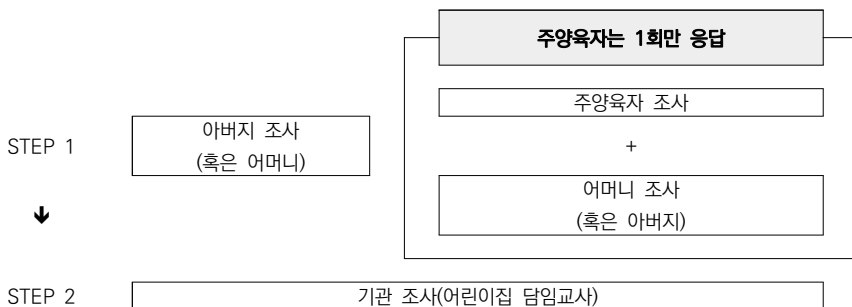 주양육자는 1회만 응답
주양육자 조사
STEP 1
아버지 조사
(혹은 어머니)
+
어머니 조사
(혹은 아버지)
STEP 2
기관 조사(어린이집 담임교사)